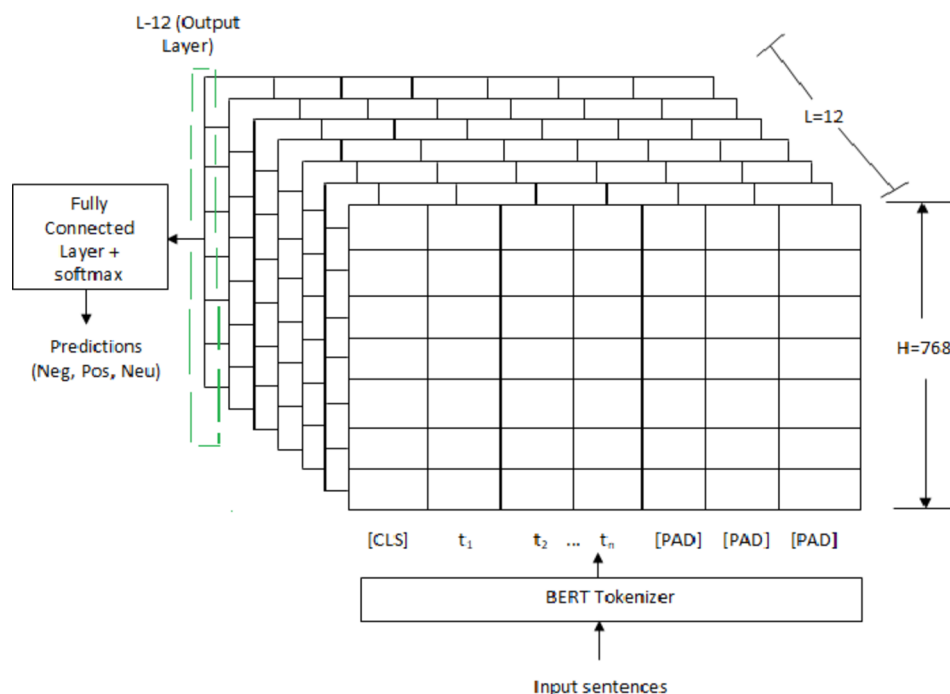 L-12 (Output
Layer)
L=12
Fully
Connected
Layer +
softmax
Predictions
(Neg, Pos, Neu)
H=768
[CLS] t₁ t₂ ... tₙ [PAD] [PAD] [PAD]
BERT Tokenizer
Input sentences